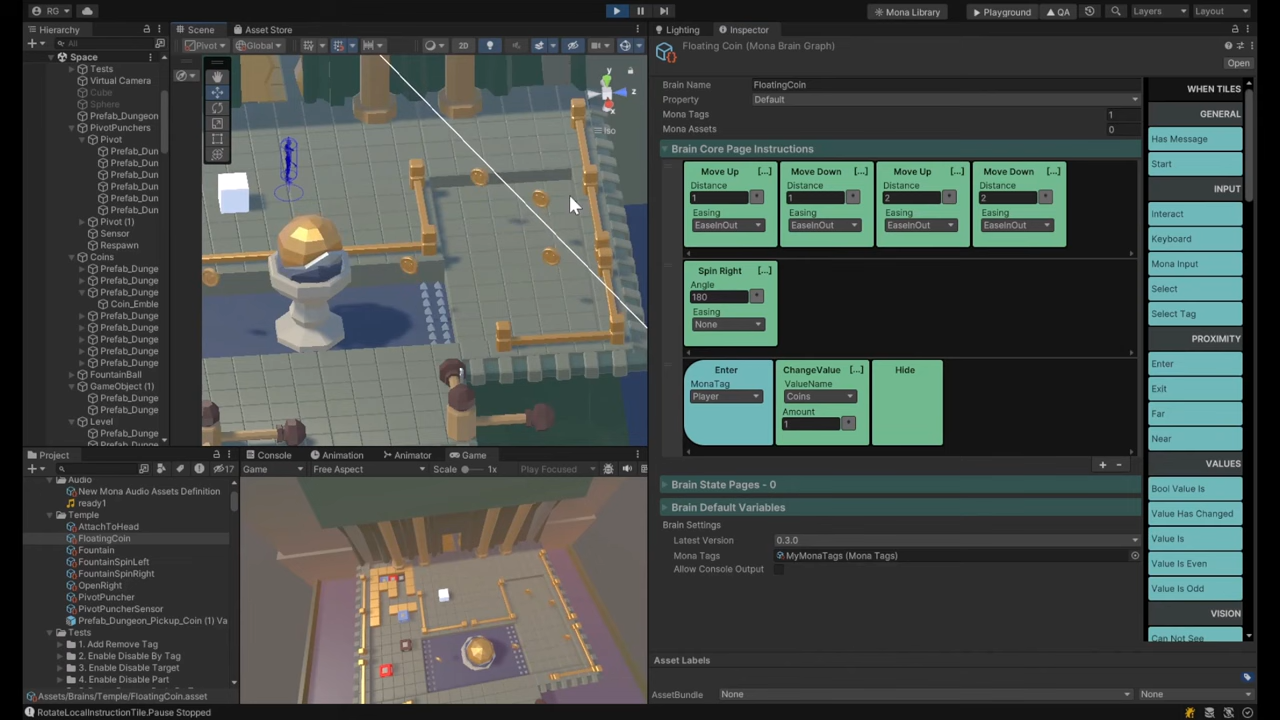 RG
Mona Library
Playground
QA
Layers
Layout
Hierarchy
All
Space
Tests
Virtual Camera
Cube
Sphere
Prefab_Dungeon
PivotPunchers
Pivot
Prefab_Dun
Prefab_Dun
Prefab_Dun
Prefab_Dun
Prefab_Dun
Prefab_Dun
Pivot (1)
Sensor
Respawn
Coins
Prefab_Dunge
Prefab_Dunge
Prefab_Dunge
Coin_Emble
Prefab_Dunge
Prefab_Dunge
Prefab_Dunge
Prefab_Dunge
Prefab_Dunge
FountainBall
GameObject (1)
Prefab_Dunge
Prefab_Dunge
Level
Prefab_Dunge
Scene
Asset Store
Pivot
Global
2D
y
z
x
Iso
Project
17
Audio
New Mona Audio Assets Definition
ready1
Temple
AttachToHead
FloatingCoin
Fountain
FountainSpinLeft
FountainSpinRight
OpenRight
PivotPuncher
PivotPuncherSensor
Prefab_Dungeon_Pickup_Coin (1) Va
Tests
1. Add Remove Tag
2. Enable Disable By Tag
3. Enable Disable Target
4. Enable Disable Part
Assets/Brains/Temple/FloatingCoin.asset
RotateLocalInstructionTile.Pause Stopped
Console
Animation
Animator
Game
Game
Free Aspect
Scale
1x
Play Focused
Lighting
Inspector
Floating Coin (Mona Brain Graph)
Open
Brain Name
FloatingCoin
Property
Default
Mona Tags
1
Mona Assets
0
Brain Core Page Instructions
Move Up [...]
Distance
1
*
Easing
EaseInOut
Move Down [...]
Distance
1
*
Easing
EaseInOut
Move Up [...]
Distance
2
*
Easing
EaseInOut
Move Down [...]
Distance
2
*
Easing
EaseInOut
Spin Right [...]
Angle
180
*
Easing
None
Enter
MonaTag
Player
ChangeValue [...]
ValueName
Coins
Amount
1
*
Hide
+ -
Brain State Pages - 0
Brain Default Variables
Brain Settings
Latest Version
0.3.0
Mona Tags
MyMonaTags (Mona Tags)
Allow Console Output
WHEN TILES
GENERAL
Has Message
Start
INPUT
Interact
Keyboard
Mona Input
Select
Select Tag
PROXIMITY
Enter
Exit
Far
Near
VALUES
Bool Value Is
Value Has Changed
Value Is
Value Is Even
Value Is Odd
VISION
Can Not See
Asset Labels
AssetBundle
None
None